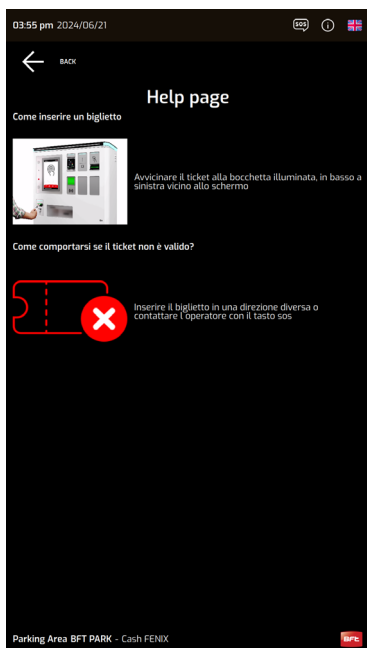 03:55 pm 2024/06/21
SOS
BACK
Help page
Come inserire un biglietto
Avvicinare il ticket alla bocchetta illuminata, in basso a
sinistra vicino allo schermo
Come comportarsi se il ticket non è valido?
Inserire il biglietto in una direzione diversa o
contattare l'operatore con il tasto sos
Parking Area BFT PARK - Cash FENIX
BFt